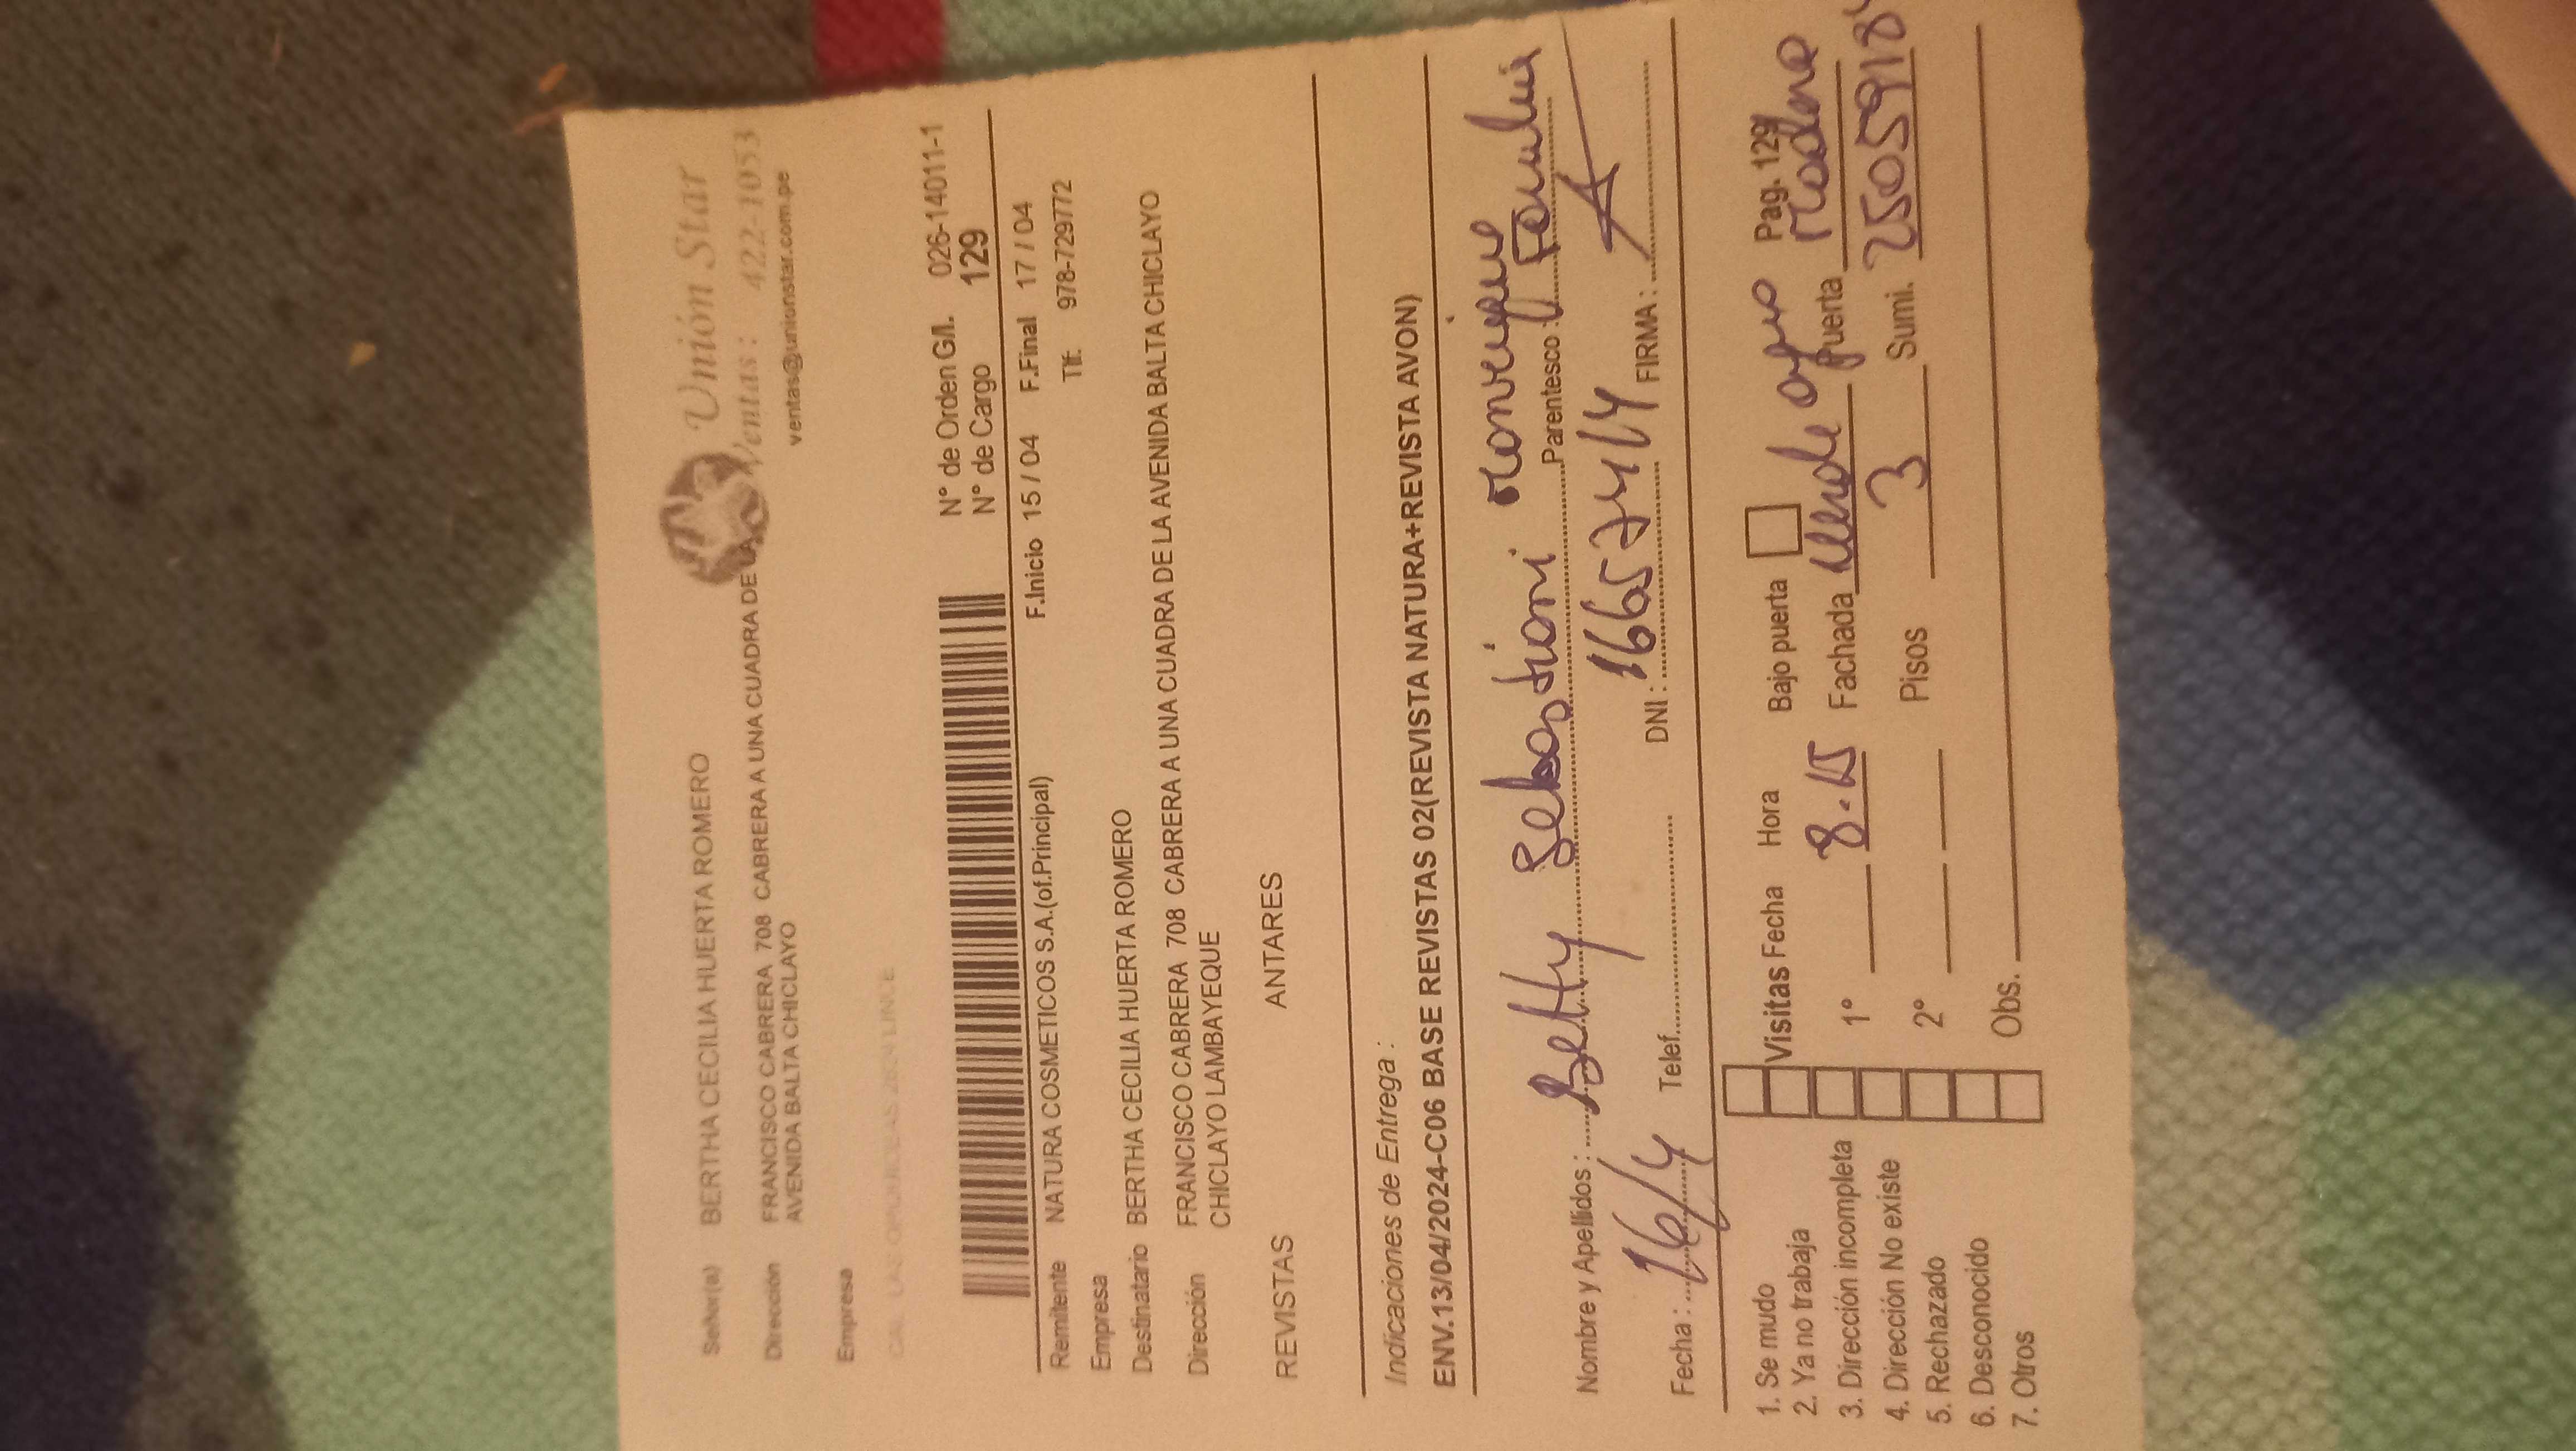 Unión Star
Ventas : 422-1053
ventas@unionstar.com.pe
Señor(a) BERTHA CECILIA HUERTA ROMERO
Dirección FRANCISCO CABRERA 708 CABRERA A UNA CUADRA DE LA
AVENIDA BALTA CHICLAYO
Empresa
N° de Orden G/I. 026-14011-1
N° de Cargo 129
Remitente NATURA COSMETICOS S.A.(of.Principal) F.Inicio 15 / 04 F.Final 17 / 04
Empresa Tlf. 978-729772
Destinatario BERTHA CECILIA HUERTA ROMERO
Dirección FRANCISCO CABRERA 708 CABRERA A UNA CUADRA DE LA AVENIDA BALTA CHICLAYO
CHICLAYO LAMBAYEQUE
REVISTAS ANTARES
Indicaciones de Entrega :
ENV.13/04/2024-C06 BASE REVISTAS 02(REVISTA NATURA+REVISTA AVON)
Nombre y Apellidos : Betty Sebastiani Manrique Parentesco : Familia
Fecha : 16/4 Telef. DNI : 16657414 FIRMA :
1. Se mudo
2. Ya no trabaja
3. Dirección incompleta
4. Dirección No existe
5. Rechazado
6. Desconocido
7. Otros
Visitas Fecha Hora Bajo puerta Pag. 129
1° 8.15 Fachada Verde agua Puerta madera
2° Pisos 3 Sumi.
Obs.